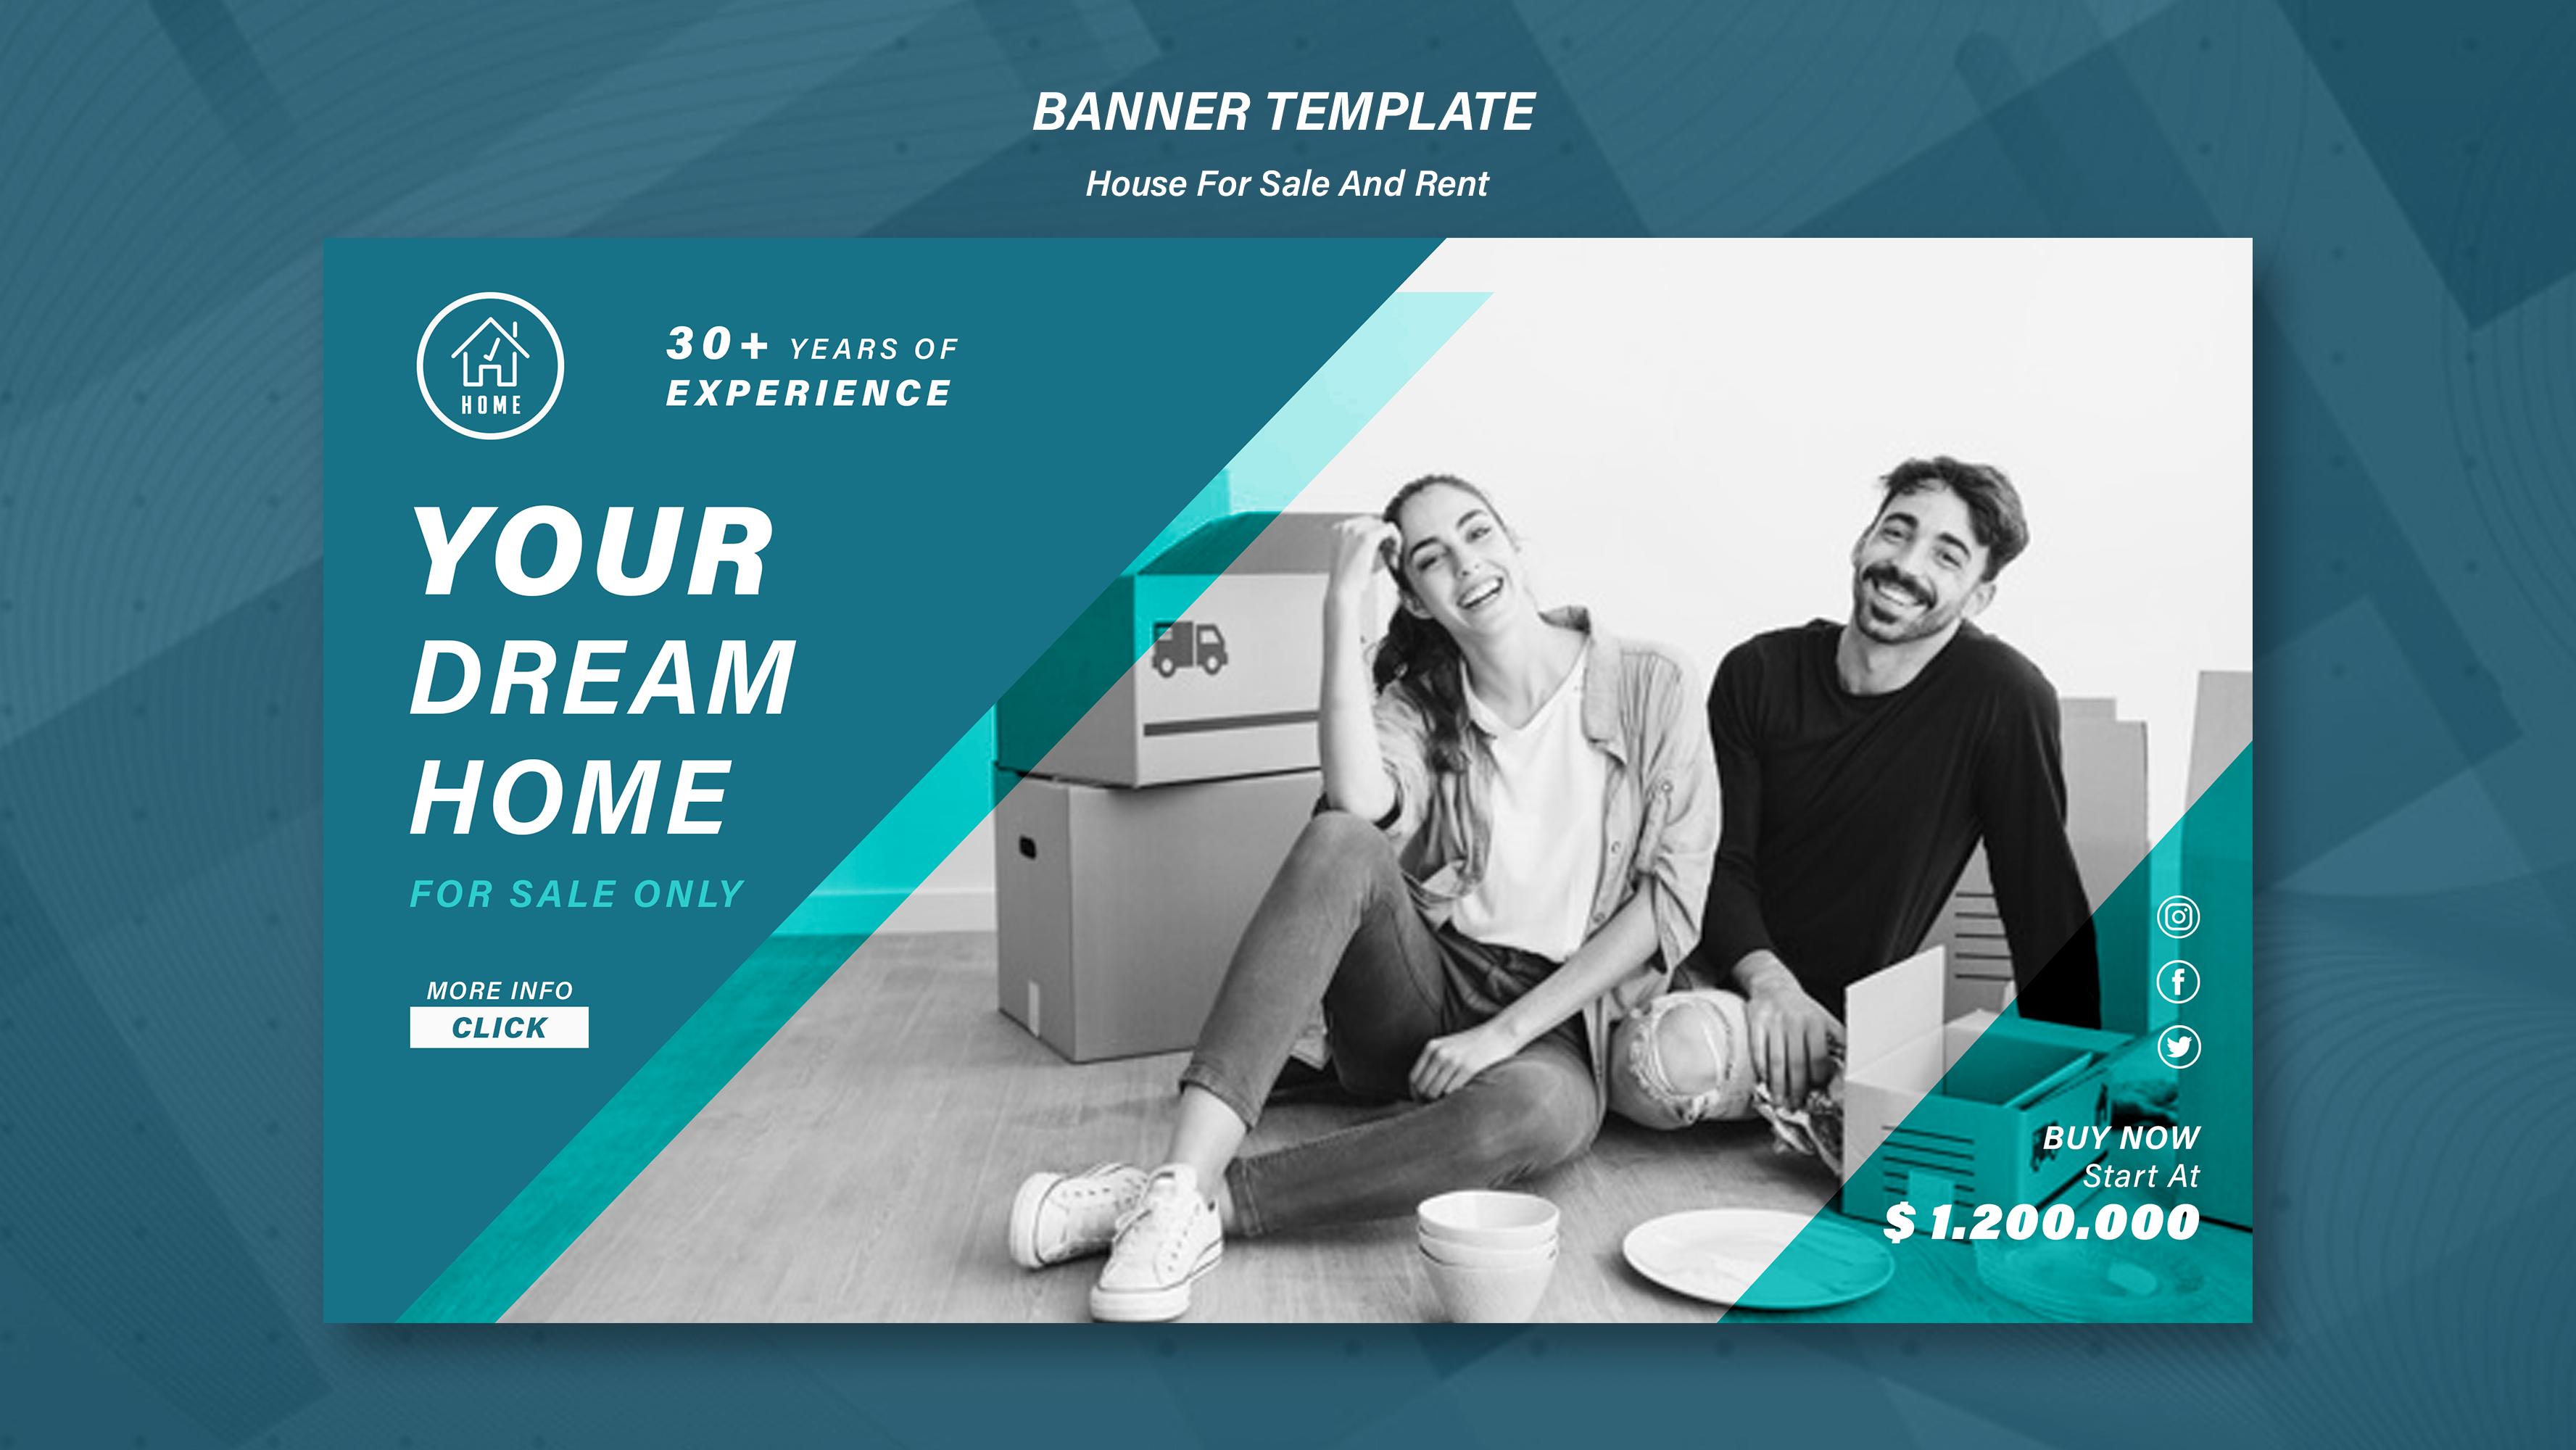 BANNER TEMPLATE
House For Sale And Rent
HOME
30+ YEARS OF
EXPERIENCE
YOUR
DREAM
HOME
FOR SALE ONLY
MORE INFO
CLICK
BUY NOW
Start At
$ 1.200.000